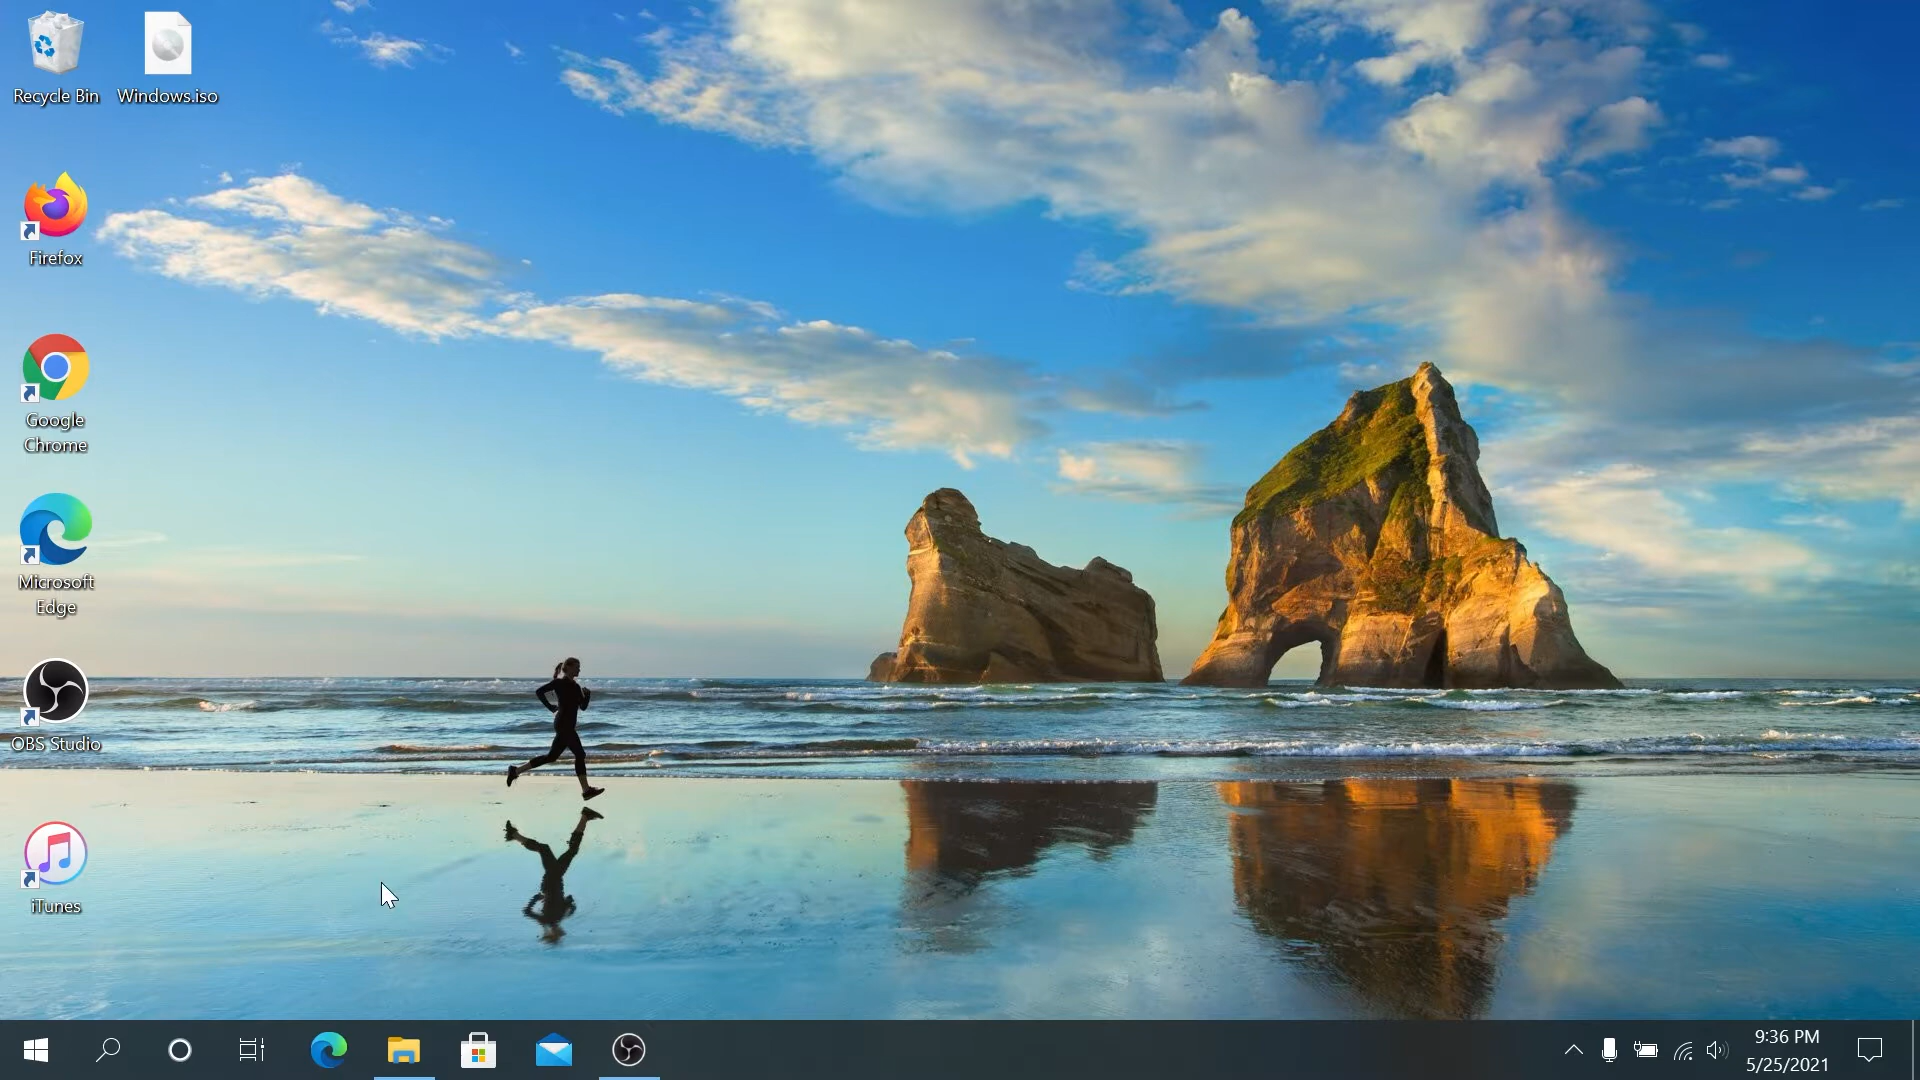 Recycle Bin
Windows.iso
Firefox
Google
Chrome
Microsoft
Edge
OBS Studio
iTunes
9:36 PM
5/25/2021